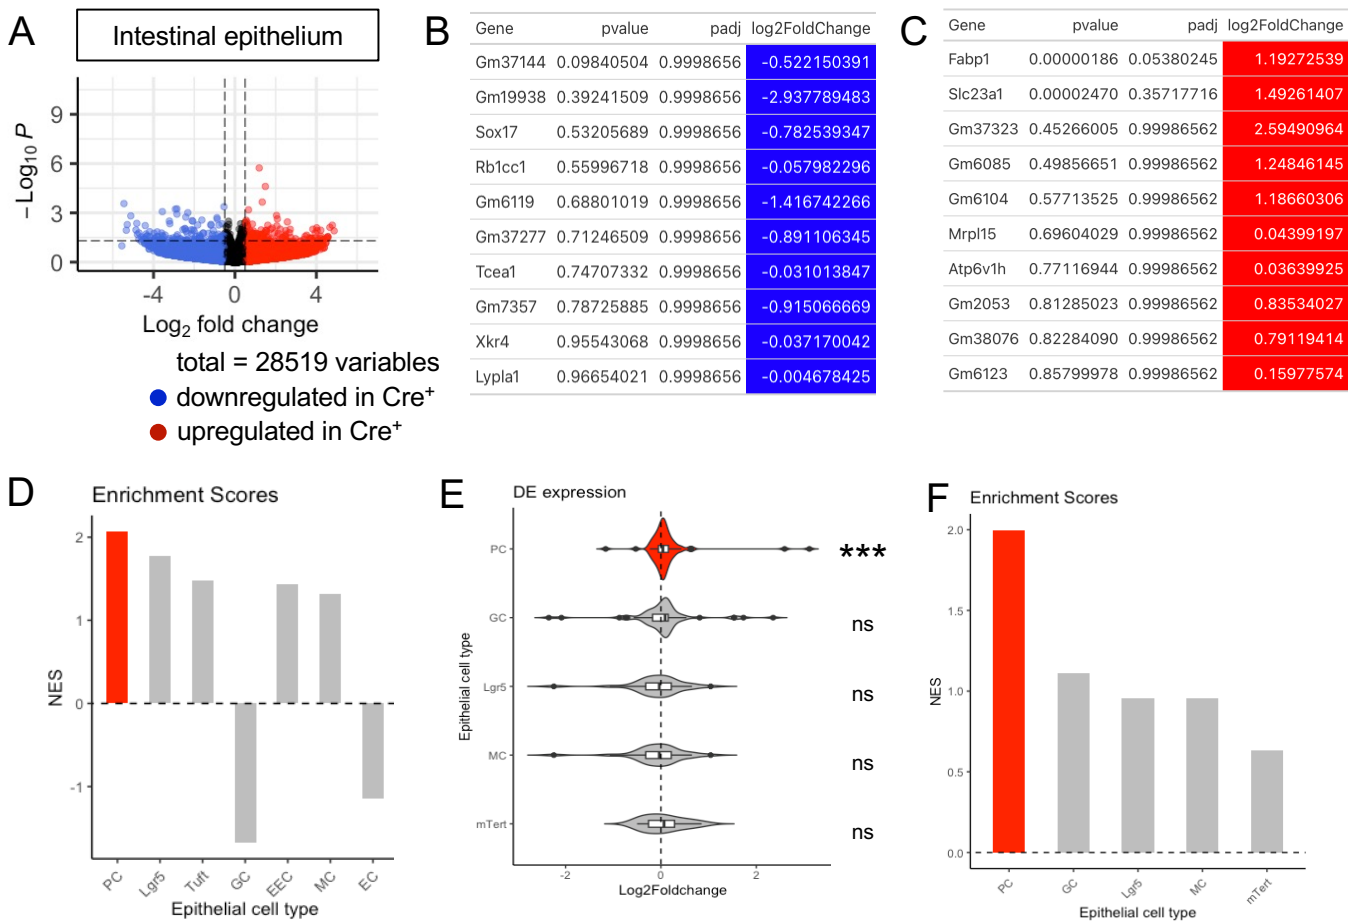 A
Intestinal epithelium
– Log10 P
9
6
3
0
-4 0 4
Log2 fold change
total = 28519 variables
downregulated in Cre+
upregulated in Cre+
B
Gene pvalue padj log2FoldChange
Gm37144 0.09840504 0.9998656 -0.522150391
Gm19938 0.39241509 0.9998656 -2.937789483
Sox17 0.53205689 0.9998656 -0.782539347
Rb1cc1 0.55996718 0.9998656 -0.057982296
Gm6119 0.68801019 0.9998656 -1.416742266
Gm37277 0.71246509 0.9998656 -0.891106345
Tcea1 0.74707332 0.9998656 -0.031013847
Gm7357 0.78725885 0.9998656 -0.915066669
Xkr4 0.95543068 0.9998656 -0.037170042
Lypla1 0.96654021 0.9998656 -0.004678425
C
Gene pvalue padj log2FoldChange
Fabp1 0.00000186 0.05380245 1.19272539
Slc23a1 0.00002470 0.35717716 1.49261407
Gm37323 0.45266005 0.99986562 2.59490964
Gm6085 0.49856651 0.99986562 1.24846145
Gm6104 0.57713525 0.99986562 1.18660306
Mrpl15 0.69604029 0.99986562 0.04399197
Atp6v1h 0.77116944 0.99986562 0.03639925
Gm2053 0.81285023 0.99986562 0.83534027
Gm38076 0.82284090 0.99986562 0.79119414
Gm6123 0.85799978 0.99986562 0.15977574
D
Enrichment Scores
NES
2
1
0
-1
PC Lgr5 Tuft GC EEC MC EC
Epithelial cell type
E
DE expression
Epithelial cell type
PC ***
GC ns
Lgr5 ns
MC ns
mTert ns
-2 0 2
Log2Foldchange
F
Enrichment Scores
NES
2.0
1.5
1.0
0.5
0.0
PC GC Lgr5 MC mTert
Epithelial cell type